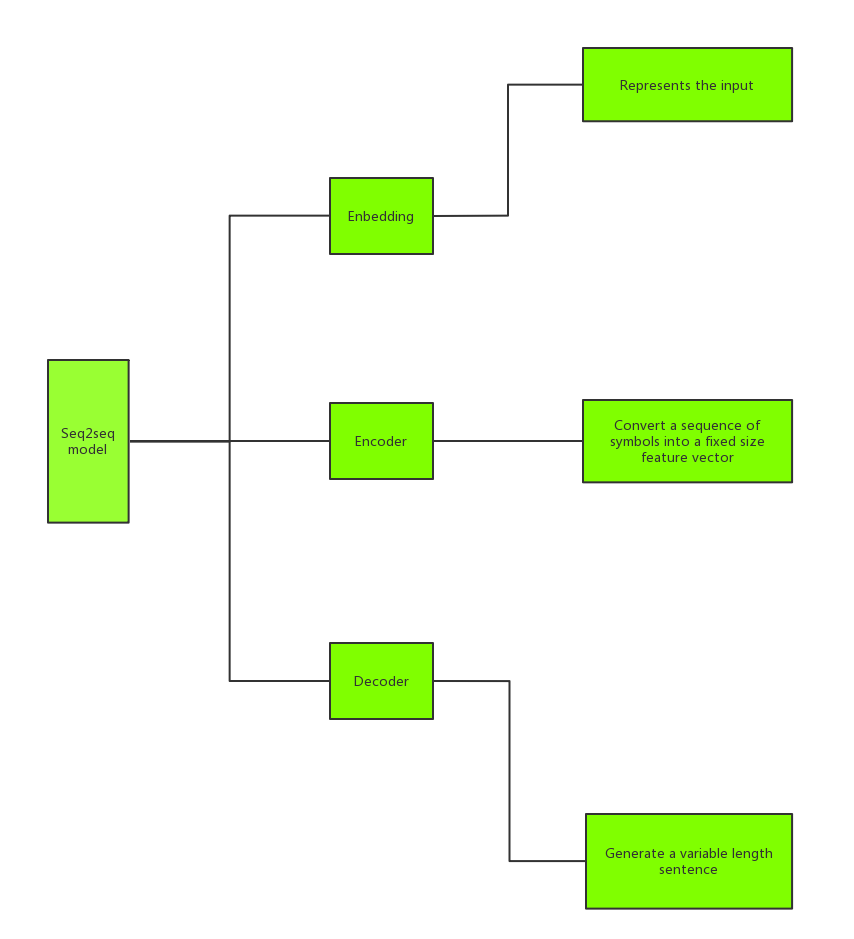 Represents the input
Enbedding
Seq2seq
model
Encoder
Convert a sequence of
symbols into a fixed size
feature vector
Decoder
Generate a variable length
sentence